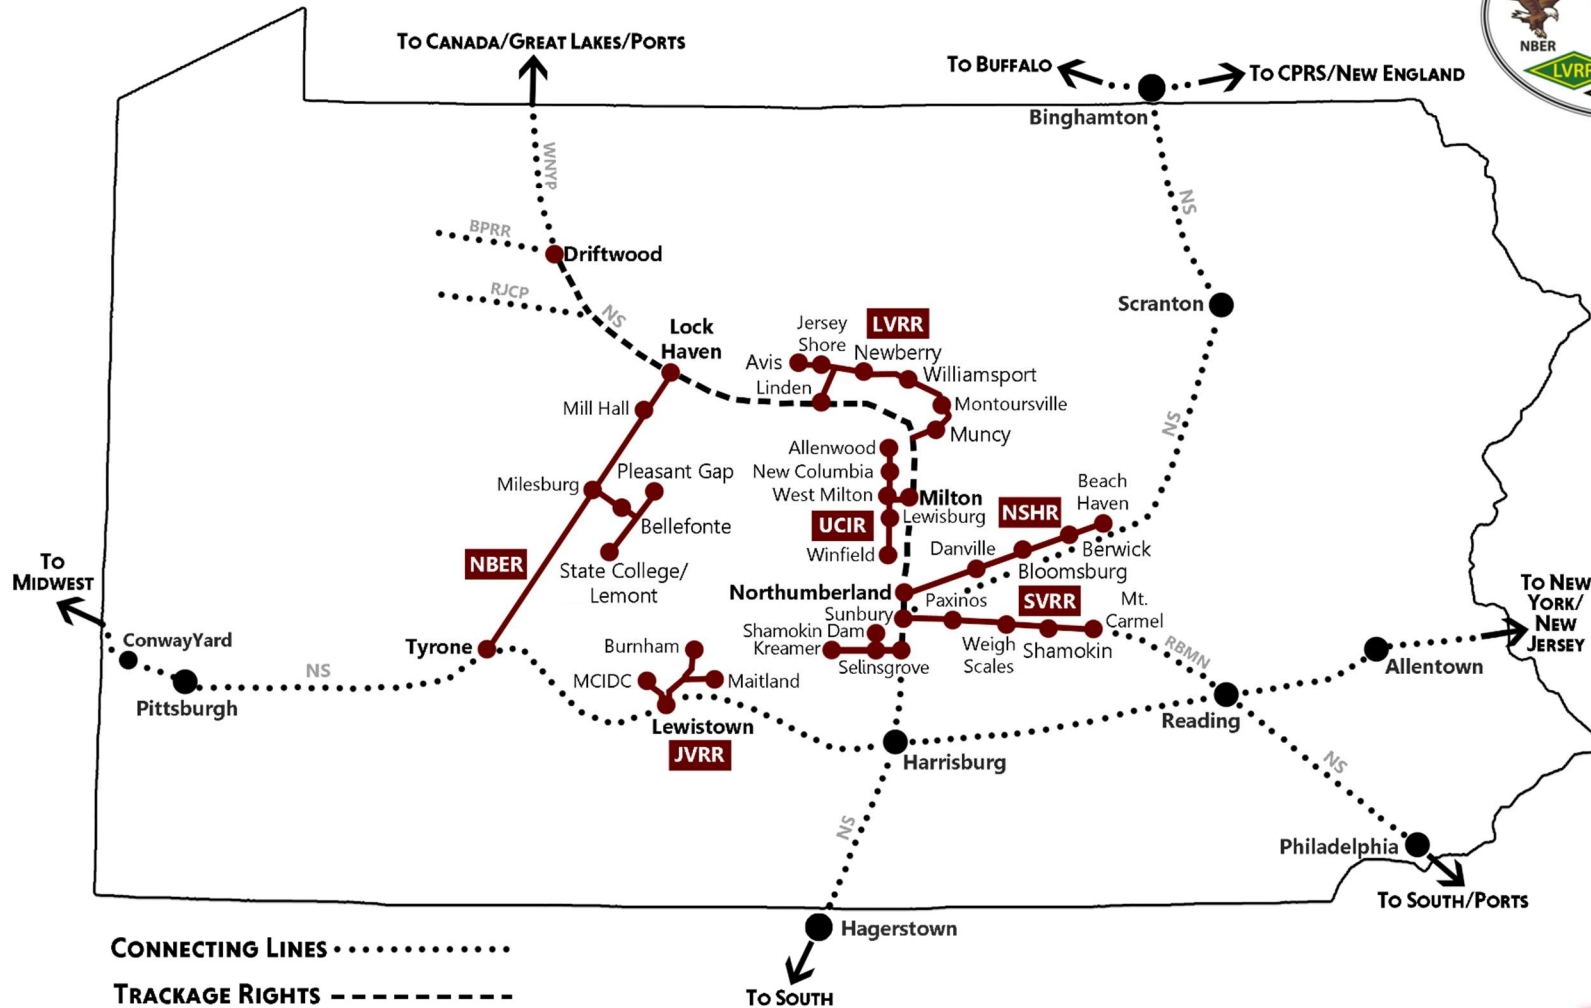 To Canada/Great Lakes/Ports
To Buffalo
To CPRS/New England
NBER
LVRR
Binghamton
WNYP
NS
BPRR
Driftwood
RJCP
NS
Scranton
Lock
Haven
Jersey
Shore
LVRR
Newberry
Avis
Williamsport
Linden
Montoursville
Mill Hall
NS
Muncy
Allenwood
New Columbia
Pleasant Gap
Milesburg
West Milton
Milton
Beach
Haven
Bellefonte
UCIR
Lewisburg
NSHR
Winfield
Danville
Berwick
Bloomsburg
NBER
State College/
Lemont
To
Midwest
Northumberland
Paxinos
SVRR
Mt.
Carmel
To New
York/
New
Jersey
Sunbury
Shamokin Dam
Kreamer
Selinsgrove
Weigh
Scales
Shamokin
RBMN
ConwayYard
Tyrone
Burnham
Allentown
NS
MCIDC
Maitland
Pittsburgh
Lewistown
Reading
JVRR
Harrisburg
NS
NS
Philadelphia
To South/Ports
Hagerstown
Connecting Lines
Trackage Rights
To South